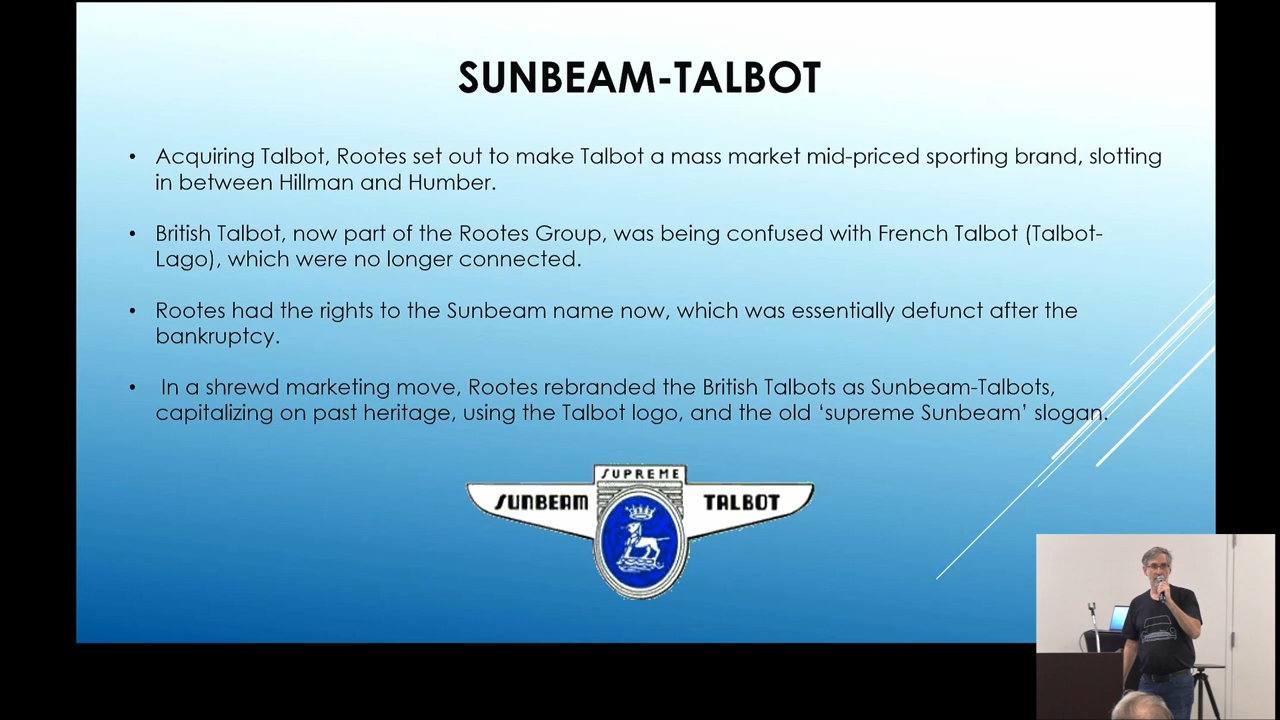 SUNBEAM-TALBOT
• Acquiring Talbot, Rootes set out to make Talbot a mass market mid-priced sporting brand, slotting
in between Hillman and Humber.
• British Talbot, now part of the Rootes Group, was being confused with French Talbot (Talbot-
Lago), which were no longer connected.
• Rootes had the rights to the Sunbeam name now, which was essentially defunct after the
bankruptcy.
• In a shrewd marketing move, Rootes rebranded the British Talbots as Sunbeam-Talbots,
capitalizing on past heritage, using the Talbot logo, and the old ‘supreme Sunbeam’ slogan.
SUPREME
SUNBEAM TALBOT